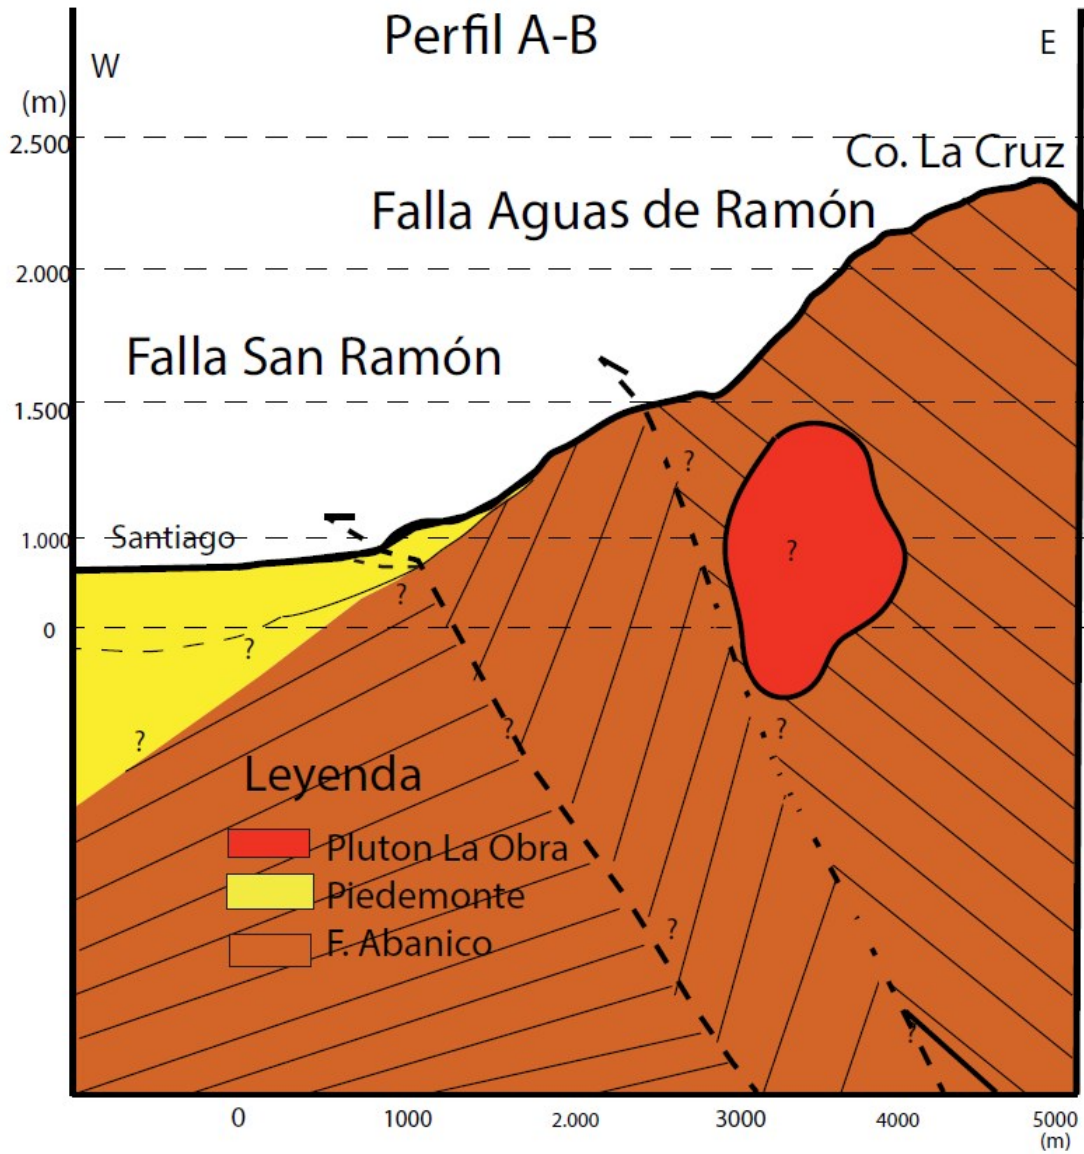 Perfil A-B
W
E
(m)
2.500
Co. La Cruz
Falla Aguas de Ramón
2.000
Falla San Ramón
1.500
?
1.000
Santiago
?
?
0
?
?
?
?
Leyenda
Pluton La Obra
Piedemonte
?
F. Abanico
?
0
1000
2.000
3000
4000
5000
(m)